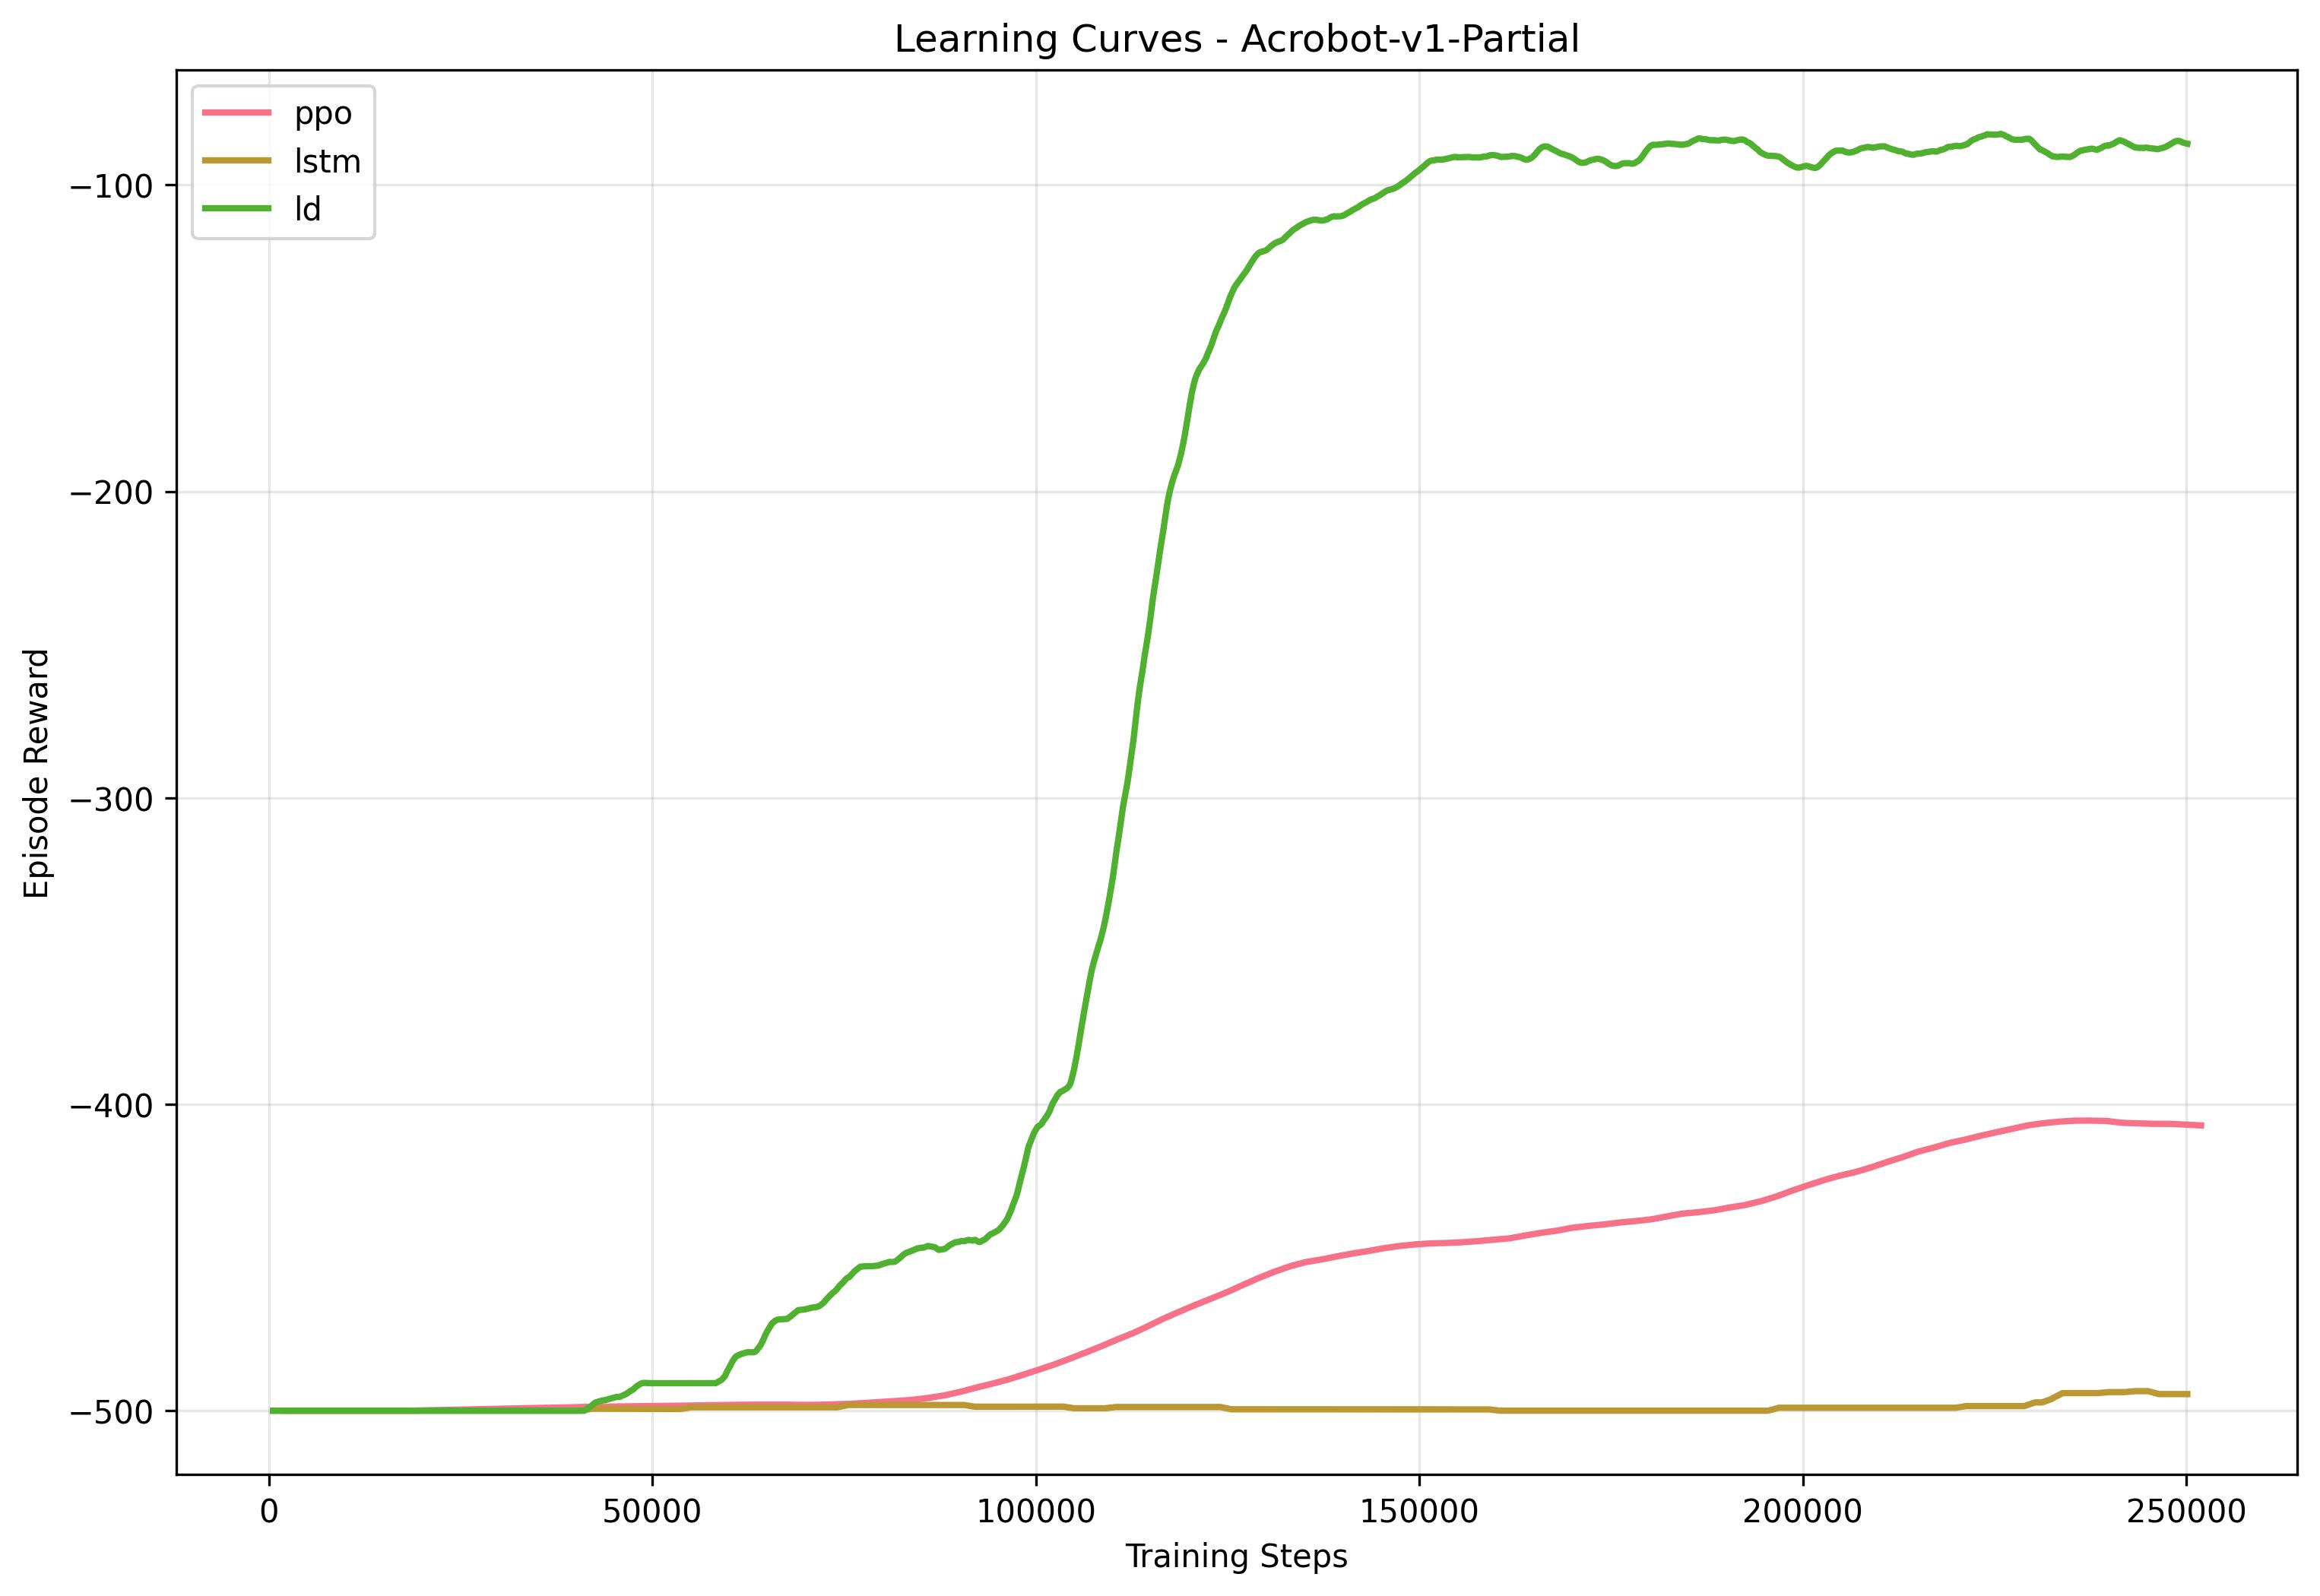 Learning Curves - Acrobot-v1-Partial
ppo
lstm
ld
−100
−200
−300
−400
−500
Episode Reward
0 50000 100000 150000 200000 250000
Training Steps